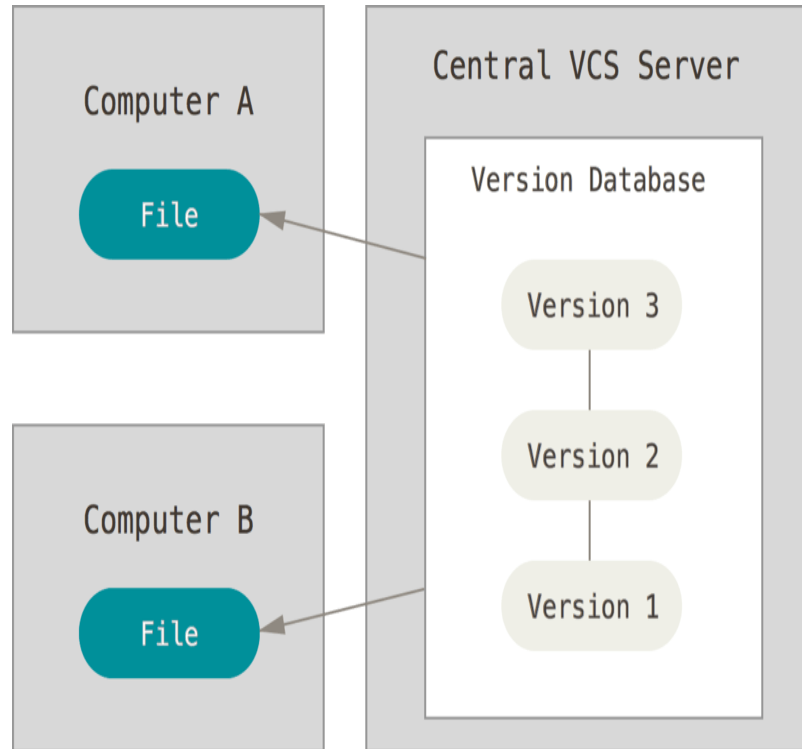 Computer A
File
Computer B
File
Central VCS Server
Version Database
Version 3
Version 2
Version 1